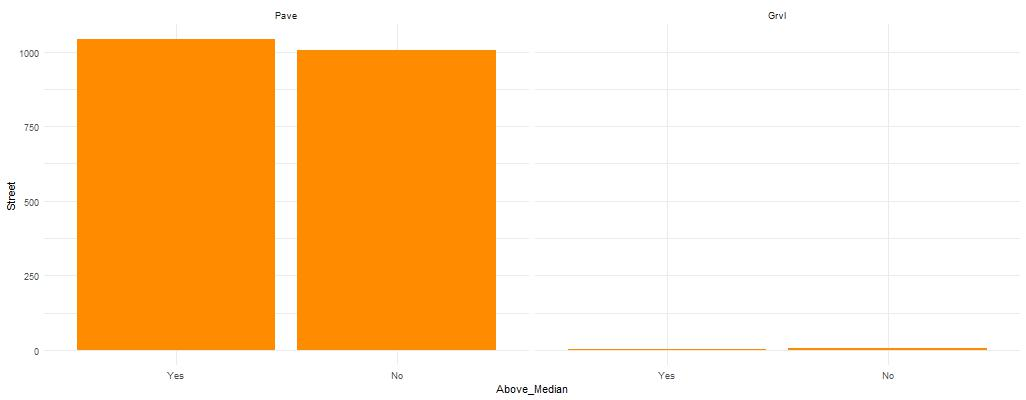 Pave Grvl
1000
750
500
250
0
Street
Yes No Yes No
Above_Median